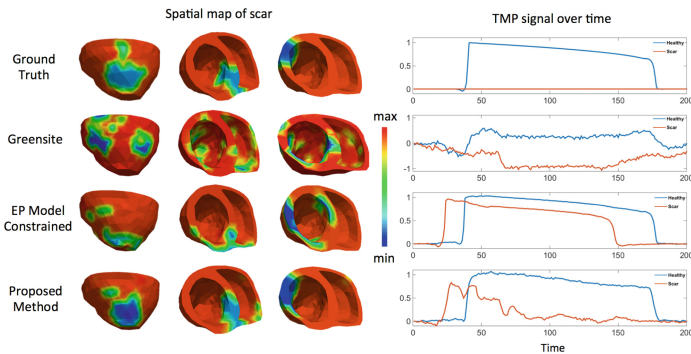 Spatial map of scar
TMP signal over time
Ground
Truth
Healthy
Scar
1
0.5
0
0
50
100
150
200
Greensite
max
Healthy
Scar
1
0
-1
0
50
100
150
200
EP Model
Constrained
Healthy
Scar
1
0.5
0
0
50
100
150
200
min
Proposed
Method
Healthy
Scar
1
0.5
0
0
50
100
150
200
Time